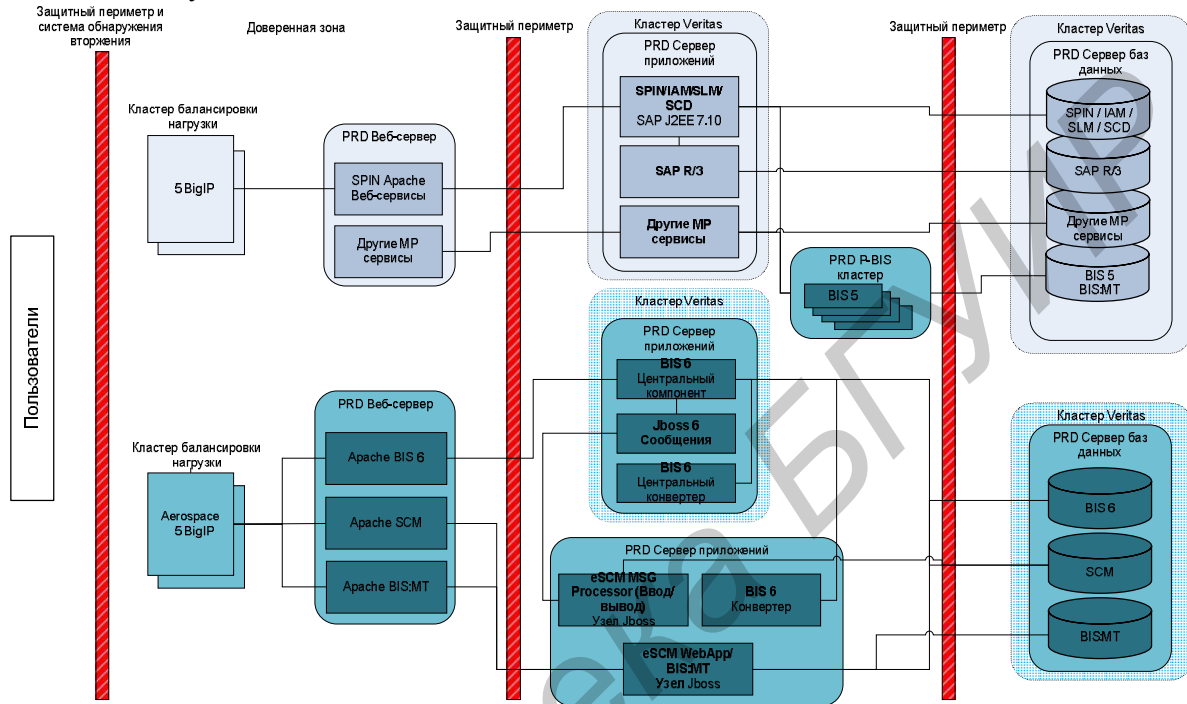 Защитный периметр и
система обнаружения
вторжения
Доверенная зона
Защитный периметр
Кластер Veritas
Защитный периметр
Кластер Veritas
PRD Сервер
приложений
SPIN/IAM/SLM/
SCD
SAP J2EE 7.10
SAP R/3
Другие MP
сервисы
PRD Сервер баз
данных
SPIN / IAM /
SLM / SCD
SAP R/3
Другие MP
сервисы
BIS 5
BIS:MT
Кластер балансировки
нагрузки
5 BigIP
PRD Веб-сервер
SPIN Apache
Веб-сервисы
Другие MP
сервисы
PRD P-BIS
кластер
BIS 5
Пользователи
Кластер Veritas
PRD Сервер
приложений
BIS 6
Центральный
компонент
Jboss 6
Сообщения
BIS 6
Центральный
конвертер
Кластер балансировки
нагрузки
Aerospace
5 BigIP
PRD Веб-сервер
Apache BIS 6
Apache SCM
Apache BIS:MT
PRD Сервер приложений
eSCM MSG
Processor (Ввод/
вывод)
Узел Jboss
BIS 6
Конвертер
eSCM WebApp/
BIS:MT
Узел Jboss
Кластер Veritas
PRD Сервер баз
данных
BIS 6
SCM
BIS:MT
ека БГУИР